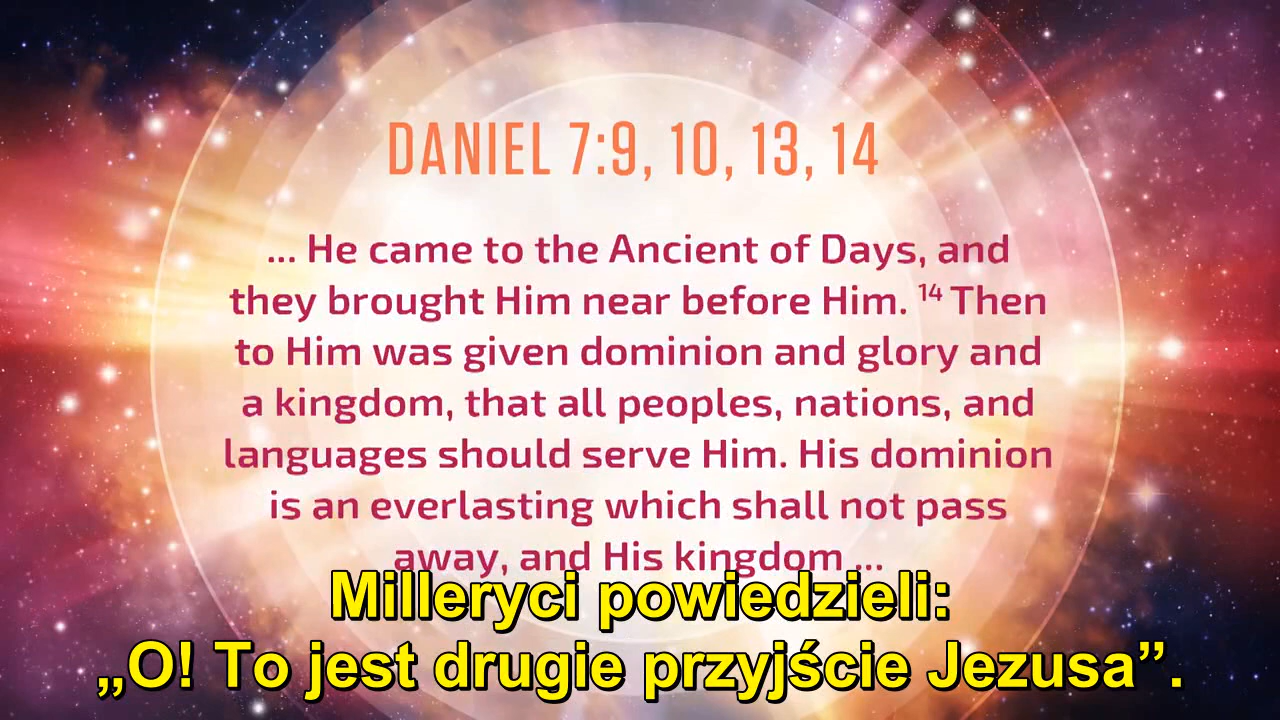 DANIEL 7:9, 10, 13, 14
... He came to the Ancient of Days, and
they brought Him near before Him. 14 Then
to Him was given dominion and glory and
a kingdom, that all peoples, nations, and
languages should serve Him. His dominion
is an everlasting which shall not pass
away, and His kingdom ...
Milleryci powiedzieli:
„O! To jest drugie przyjście Jezusa”.